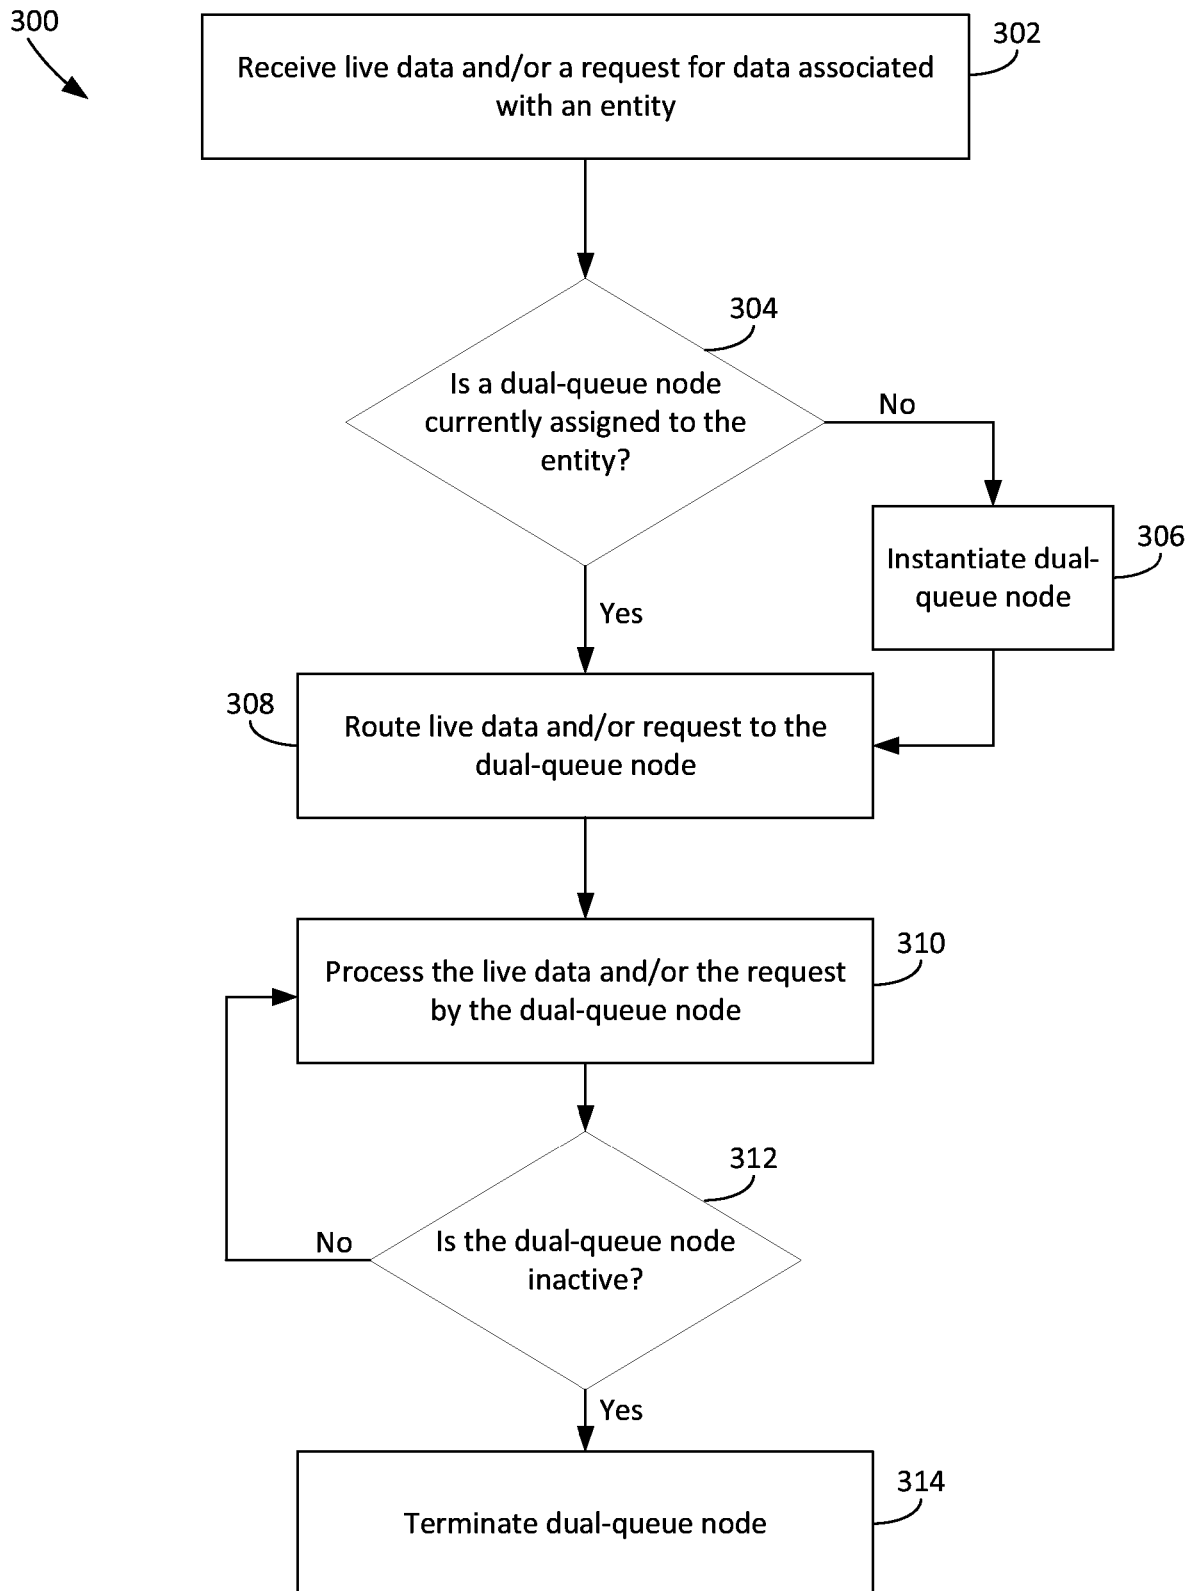 300
302
Receive live data and/or a request for data associated
with an entity
304
Is a dual-queue node
currently assigned to the
entity?
No
306
Instantiate dual-
queue node
Yes
308
Route live data and/or request to the
dual-queue node
310
Process the live data and/or the request
by the dual-queue node
312
Is the dual-queue node
inactive?
No
Yes
314
Terminate dual-queue node